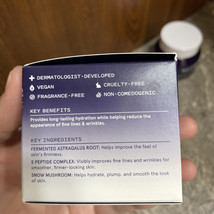 + DERMATOLOGIST-DEVELOPED
VEGAN
CRUELTY-FREE
FRAGRANCE-FREE
NON-COMEDOGENIC
KEY BENEFITS
Provides long-lasting hydration while helping reduce the
appearance of fine lines & wrinkles.
KEY INGREDIENTS
FERMENTED ASTRAGALUS ROOT: Helps improve the feel of
skin's firmness.
PEPTIDE COMPLEX: Visibly improves fine lines and wrinkles for
smoother, firmer-looking skin.
SNOW MUSHROOM: Helps hydrate, plump, and smooth the look
of skin.